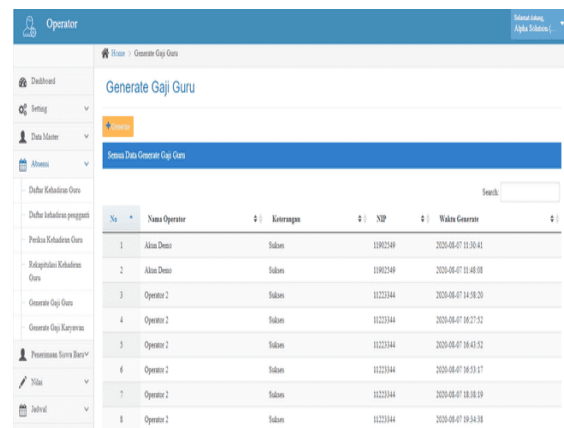 Operator
Selamat datang,
Alpha Solution (...
Home > Generate Gaji Guru
Dashboard
Setting
Data Master
Absensi
Daftar Kehadiran Guru
Daftar kehadiran pengganti
Periksa Kehadiran Guru
Rekapitulasi Kehadiran
Guru
Generate Gaji Guru
Generate Gaji Karyawan
Penerimaan Siswa Baru
Nilai
Jadwal
Generate Gaji Guru
Generate
Semua Data Generate Gaji Guru
Search:
No Nama Operator Keterangan NIP Waktu Generate
1 Akun Demo Sukses 11902549 2020-08-07 11:30:41
2 Akun Demo Sukses 11902549 2020-08-07 11:48:08
3 Operator 2 Sukses 11223344 2020-08-07 14:58:20
4 Operator 2 Sukses 11223344 2020-08-07 16:27:52
5 Operator 2 Sukses 11223344 2020-08-07 16:43:52
6 Operator 2 Sukses 11223344 2020-08-07 16:53:17
7 Operator 2 Sukses 11223344 2020-08-07 18:38:19
8 Operator 2 Sukses 11223344 2020-08-07 19:34:38